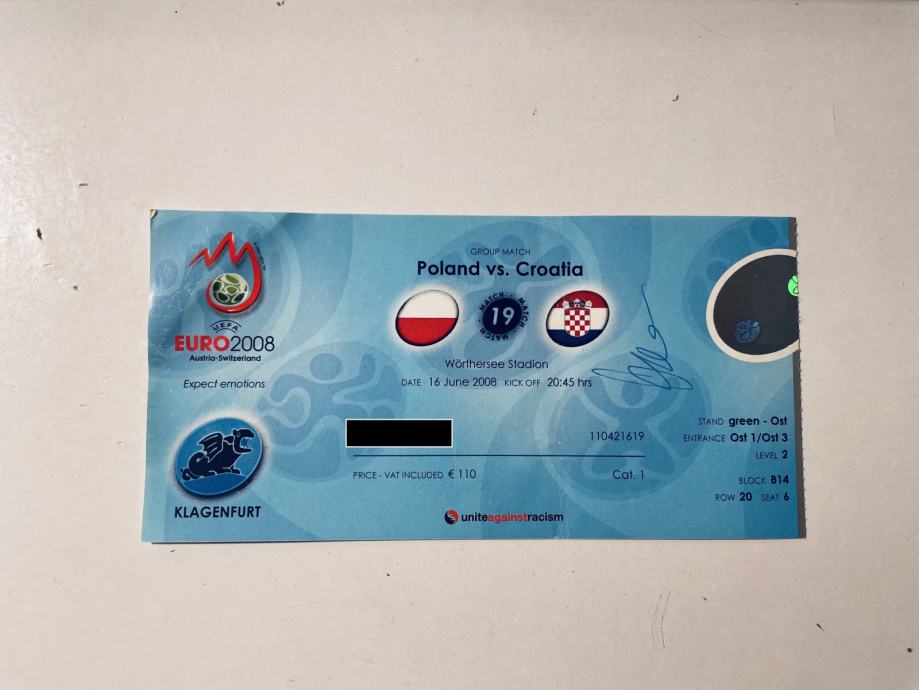 GROUP MATCH
Poland vs. Croatia
MATCH · MATCH · MATCH
19
UEFA
EURO2008
Austria-Switzerland
Expect emotions
Wörthersee Stadion
DATE 16 June 2008 KICK OFF 20:45 hrs
110421619
PRICE - VAT INCLUDED € 110
Cat. 1
STAND green - Ost
ENTRANCE Ost 1/Ost 3
LEVEL 2
BLOCK B14
ROW 20 SEAT 6
KLAGENFURT
uniteagainstracism